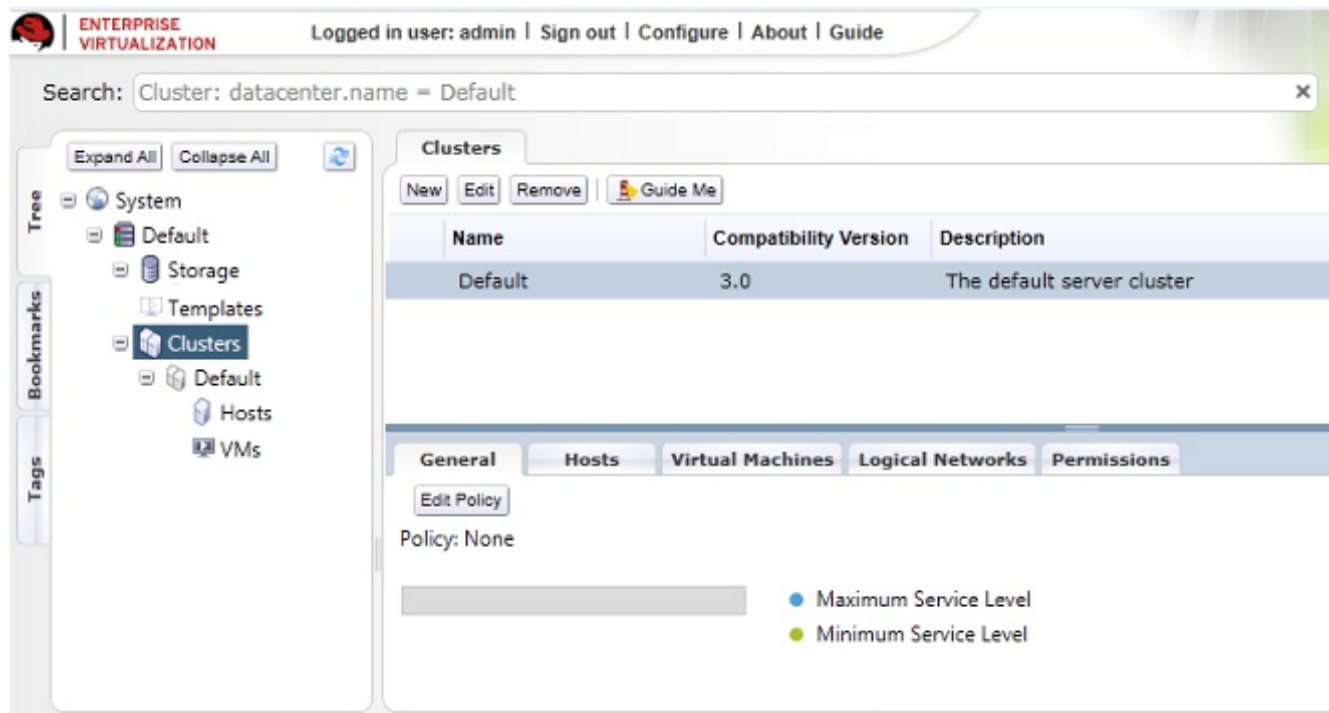 ENTERPRISE
VIRTUALIZATION
Logged in user: admin | Sign out | Configure | About | Guide
Search: Cluster: datacenter.name = Default
Tree
Bookmarks
Tags
Expand All Collapse All
System
Default
Storage
Templates
Clusters
Default
Hosts
VMs
Clusters
New Edit Remove Guide Me
Name Compatibility Version Description
Default 3.0 The default server cluster
General Hosts Virtual Machines Logical Networks Permissions
Edit Policy
Policy: None
Maximum Service Level
Minimum Service Level